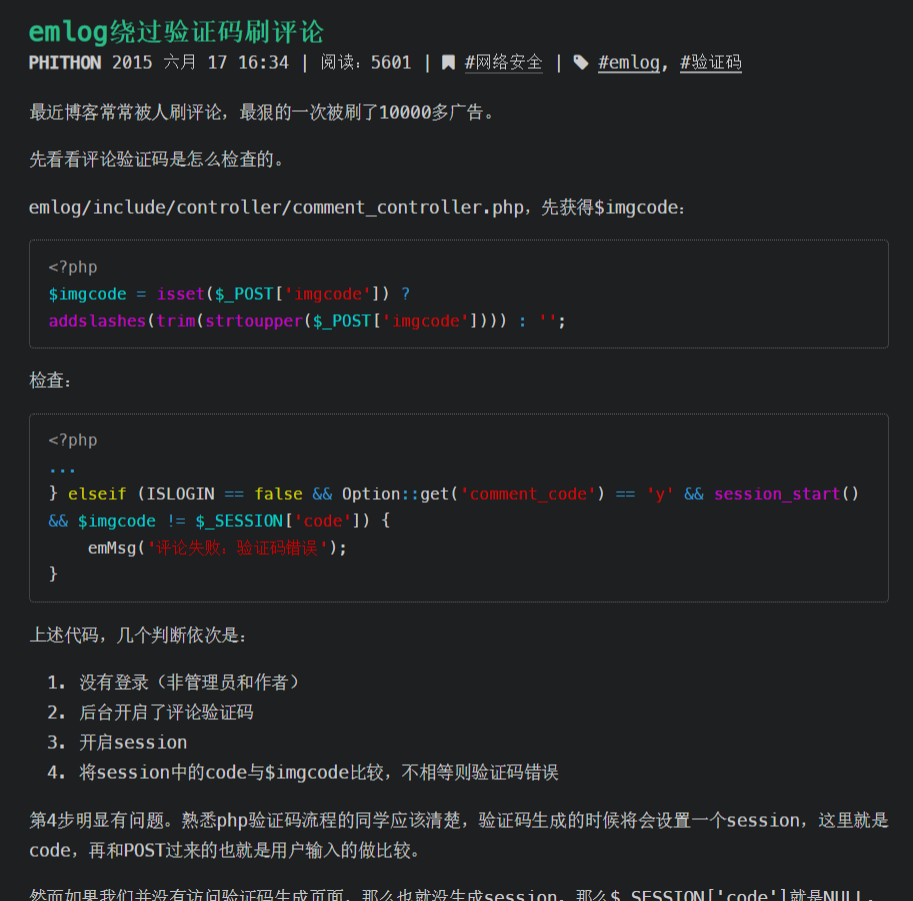 emlog绕过验证码刷评论
PHITHON 2015 六月 17 16:34 | 阅读：5601 | #网络安全 | #emlog, #验证码
最近博客常常被人刷评论，最狠的一次被刷了10000多广告。
先看看评论验证码是怎么检查的。
emlog/include/controller/comment_controller.php，先获得$imgcode：
<?php
$imgcode = isset($_POST['imgcode']) ?
addslashes(trim(strtoupper($_POST['imgcode']))) : '';
检查：
<?php
...
} elseif (ISLOGIN == false && Option::get('comment_code') == 'y' && session_start()
&& $imgcode != $_SESSION['code']) {
    emMsg('评论失败：验证码错误');
}
上述代码，几个判断依次是：
1. 没有登录（非管理员和作者）
2. 后台开启了评论验证码
3. 开启session
4. 将session中的code与$imgcode比较，不相等则验证码错误
第4步明显有问题。熟悉php验证码流程的同学应该清楚，验证码生成的时候将会设置一个session，这里就是
code，再和POST过来的也就是用户输入的做比较。
然而如果我们并没有访问验证码生成页面，那么也就没生成session，那么$_SESSION['code']就是NULL，